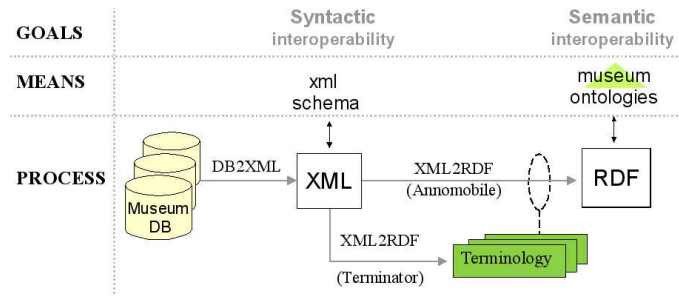 GOALS
Syntactic
interoperability
Semantic
interoperability
MEANS
xml
schema
museum
ontologies
PROCESS
Museum
DB
DB2XML
XML
XML2RDF
(Annomobile)
RDF
XML2RDF
(Terminator)
Terminology